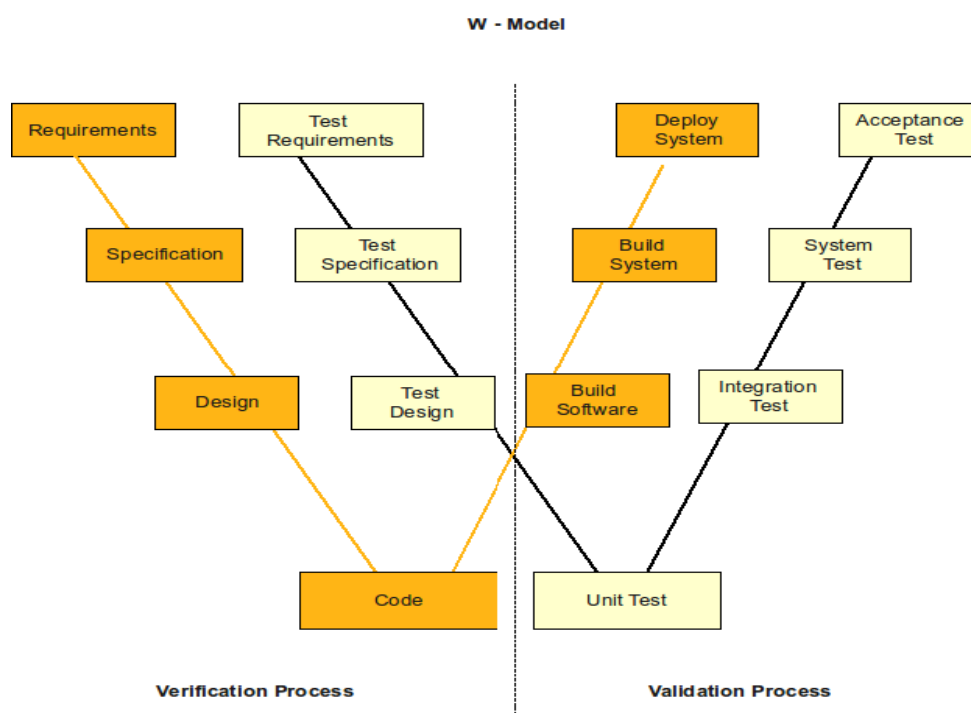 W - Model
Requirements
Test
Requirements
Deploy
System
Acceptance
Test
Specification
Test
Specification
Build
System
System
Test
Design
Test
Design
Build
Software
Integration
Test
Code
Unit Test
Verification Process
Validation Process